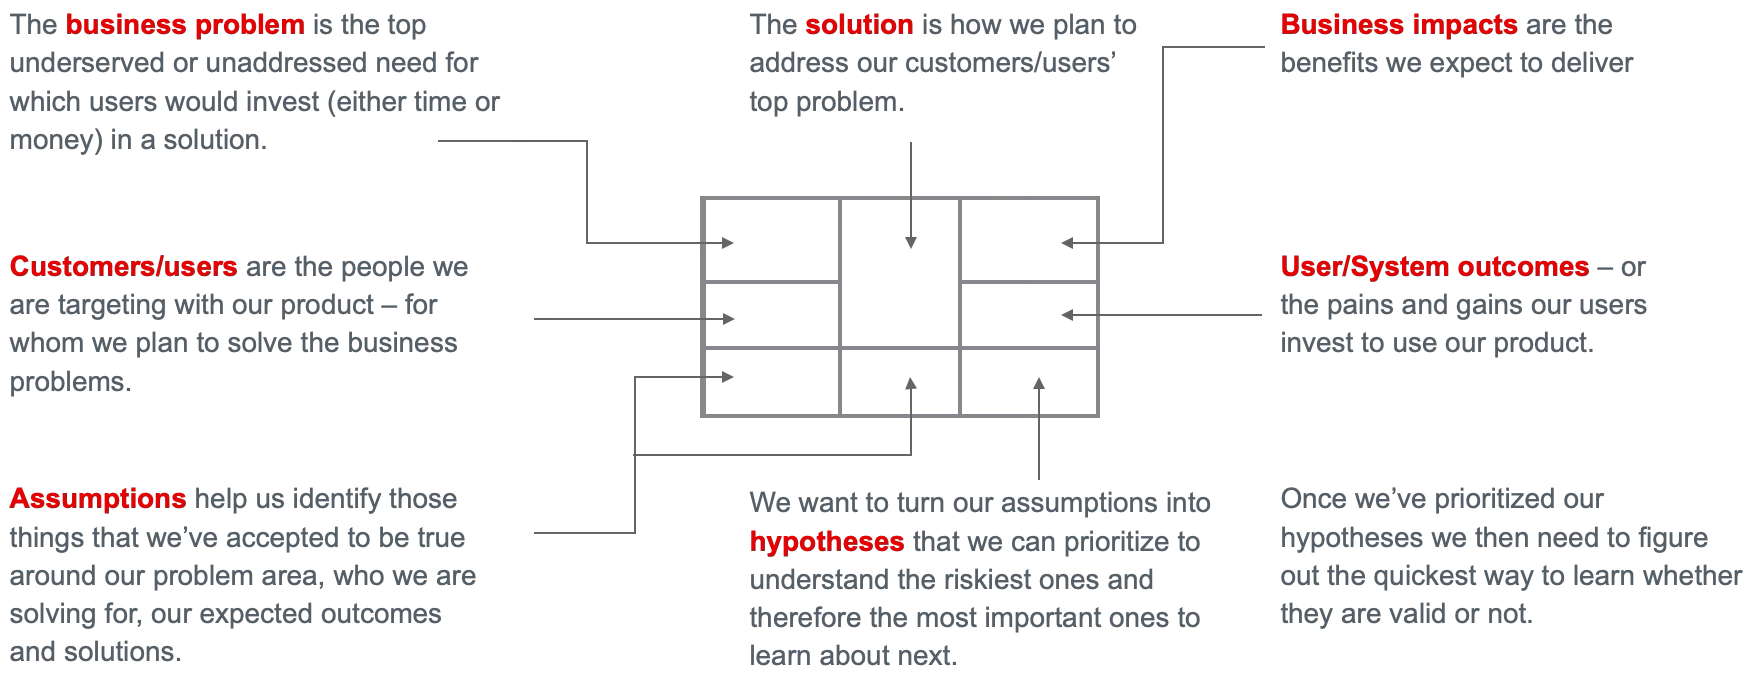 The business problem is the top
underserved or unaddressed need for
which users would invest (either time or
money) in a solution.
The solution is how we plan to
address our customers/users’
top problem.
Business impacts are the
benefits we expect to deliver
Customers/users are the people we
are targeting with our product – for
whom we plan to solve the business
problems.
User/System outcomes – or
the pains and gains our users
invest to use our product.
Assumptions help us identify those
things that we’ve accepted to be true
around our problem area, who we are
solving for, our expected outcomes
and solutions.
We want to turn our assumptions into
hypotheses that we can prioritize to
understand the riskiest ones and
therefore the most important ones to
learn about next.
Once we’ve prioritized our
hypotheses we then need to figure
out the quickest way to learn whether
they are valid or not.